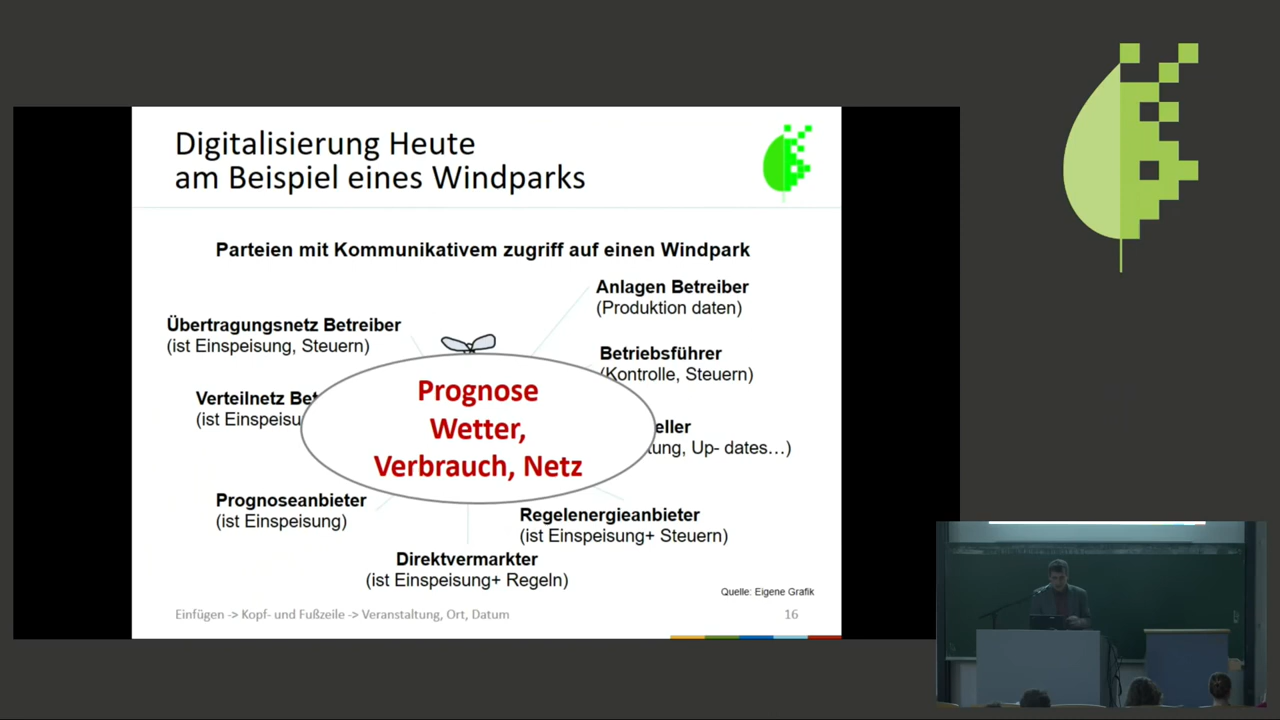 Digitalisierung Heute
am Beispiel eines Windparks
Parteien mit Kommunikativem zugriff auf einen Windpark
Anlagen Betreiber
(Produktion daten)
Übertragungsnetz Betreiber
(ist Einspeisung, Steuern)
Betriebsführer
(Kontrolle, Steuern)
Verteilnetz Bet
(ist Einspeisu
Prognose
Wetter,
Verbrauch, Netz
eller
tung, Up- dates…)
Prognoseanbieter
(ist Einspeisung)
Regelenergieanbieter
(ist Einspeisung+ Steuern)
Direktvermarkter
(ist Einspeisung+ Regeln)
Quelle: Eigene Grafik
Einfügen -> Kopf- und Fußzeile -> Veranstaltung, Ort, Datum
16